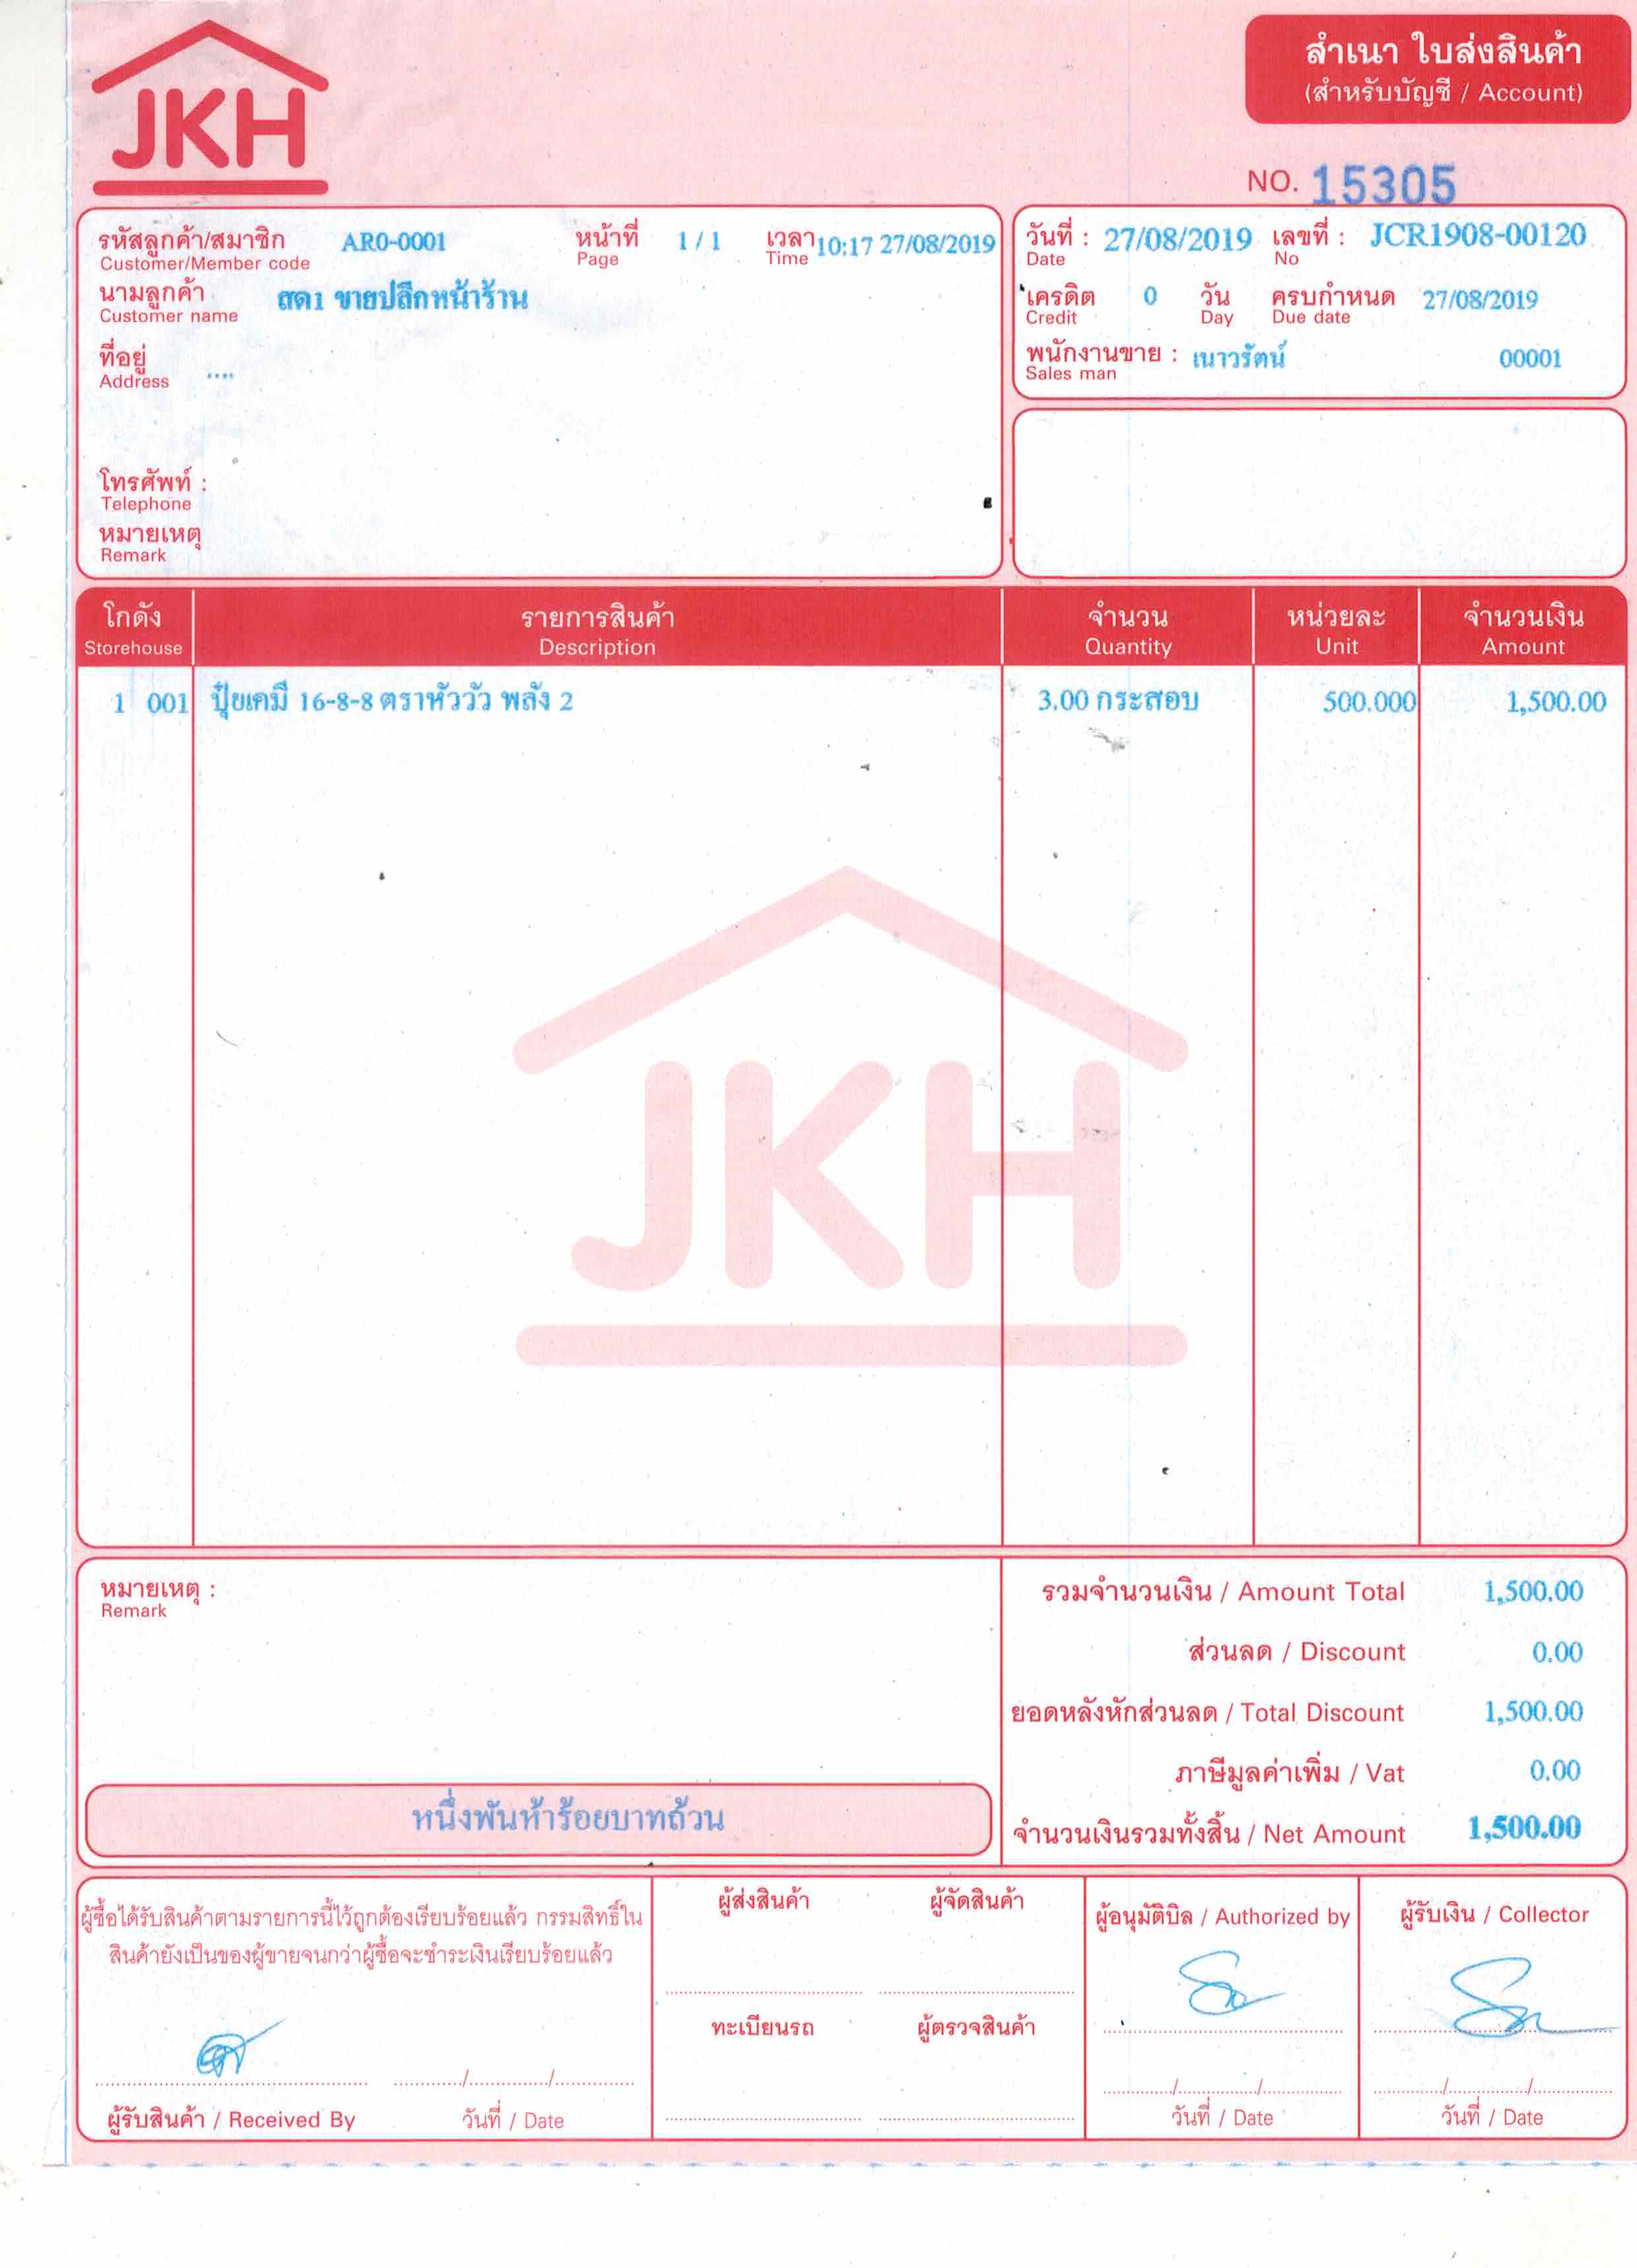 JKH
สำเนา ใบส่งสินค้า
(สำหรับบัญชี / Account)
NO. 15305
รหัสลูกค้า/สมาชิก AR0-0001 หน้าที่ 1 / 1 เวลา 10:17 27/08/2019
Customer/Member code Page Time
นามลูกค้า สด1 ขายปลีกหน้าร้าน
Customer name
ที่อยู่ ....
Address
โทรศัพท์ :
Telephone
หมายเหตุ
Remark
วันที่ : 27/08/2019 เลขที่ : JCR1908-00120
Date No
เครดิต 0 วัน ครบกำหนด 27/08/2019
Credit Day Due date
พนักงานขาย : เนาวรัตน์ 00001
Sales man
โกดัง รายการสินค้า จำนวน หน่วยละ จำนวนเงิน
Storehouse Description Quantity Unit Amount
1 001 ปุ๋ยเคมี 16-8-8 ตราหัววัว พลัง 2 3.00 กระสอบ 500.000 1,500.00
JKH
หมายเหตุ :
Remark
รวมจำนวนเงิน / Amount Total 1,500.00
ส่วนลด / Discount 0.00
ยอดหลังหักส่วนลด / Total Discount 1,500.00
ภาษีมูลค่าเพิ่ม / Vat 0.00
หนึ่งพันห้าร้อยบาทถ้วน
จำนวนเงินรวมทั้งสิ้น / Net Amount 1,500.00
ผู้ซื้อได้รับสินค้าตามรายการนี้ไว้ถูกต้องเรียบร้อยแล้ว กรรมสิทธิ์ใน
สินค้ายังเป็นของผู้ขายจนกว่าผู้ซื้อจะชำระเงินเรียบร้อยแล้ว
ผู้รับสินค้า / Received By วันที่ / Date
ผู้ส่งสินค้า ผู้จัดสินค้า
ทะเบียนรถ ผู้ตรวจสินค้า
ผู้อนุมัติบิล / Authorized by
วันที่ / Date
ผู้รับเงิน / Collector
วันที่ / Date